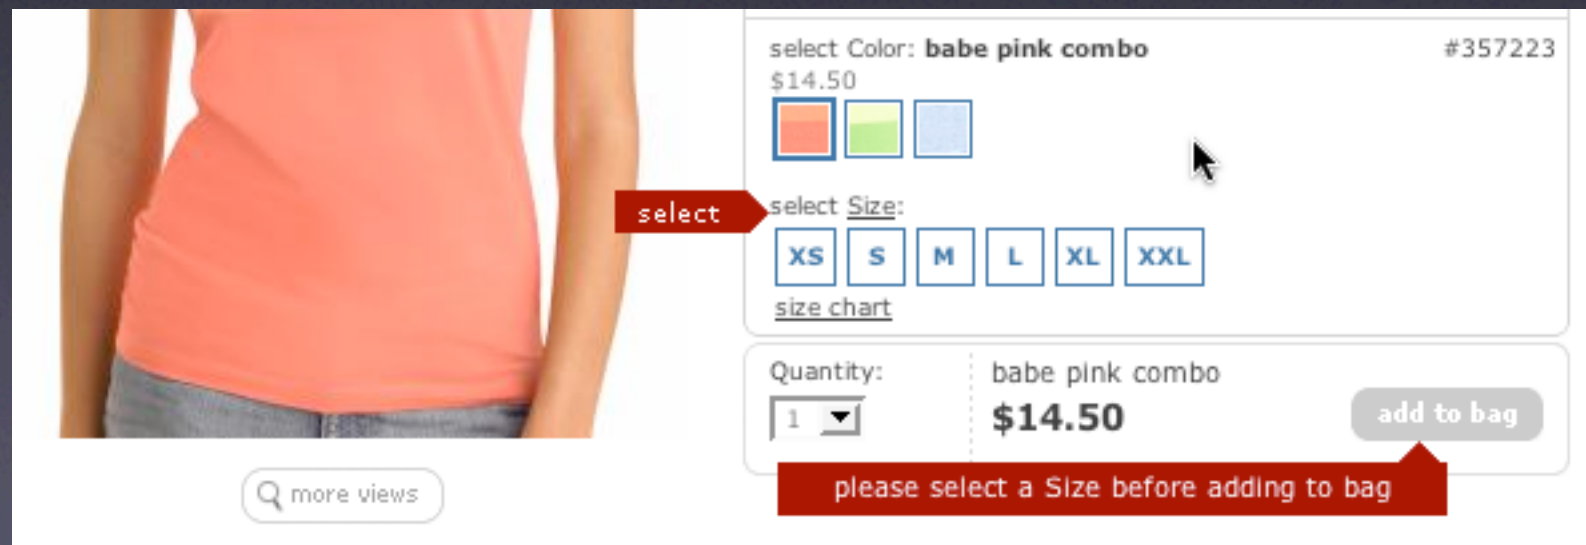 select Color: babe pink combo #357223
$14.50
select
select Size:
XS S M L XL XXL
size chart
Quantity:
1
babe pink combo
$14.50
add to bag
please select a Size before adding to bag
more views